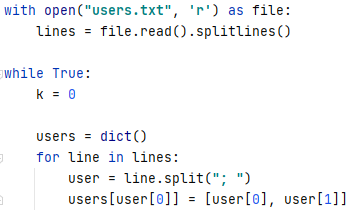 with open("users.txt", 'r') as file:
    lines = file.read().splitlines()

while True:
    k = 0

    users = dict()
    for line in lines:
        user = line.split("; ")
        users[user[0]] = [user[0], user[1]]